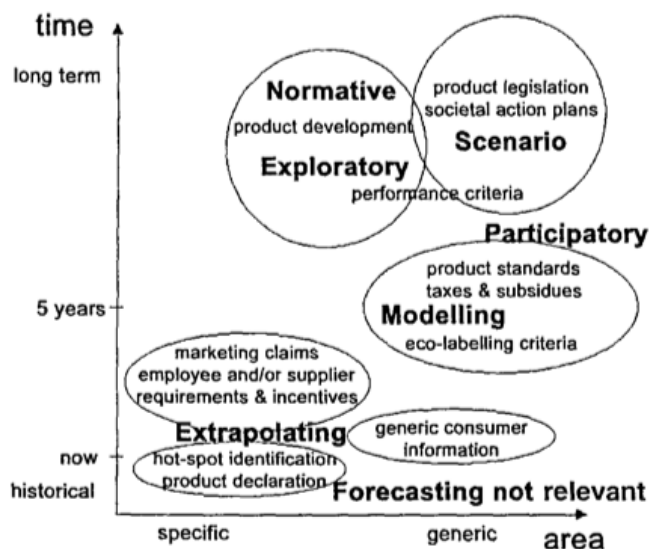 time
long term
Normative
product development
Exploratory
performance criteria
product legislation
societal action plans
Scenario
Participatory
product standards
taxes & subsidues
Modelling
eco-labelling criteria
5 years
marketing claims
employee and/or supplier
requirements & incentives
Extrapolating
generic consumer
information
now
hot-spot identification
product declaration
historical
Forecasting not relevant
specific
generic
area